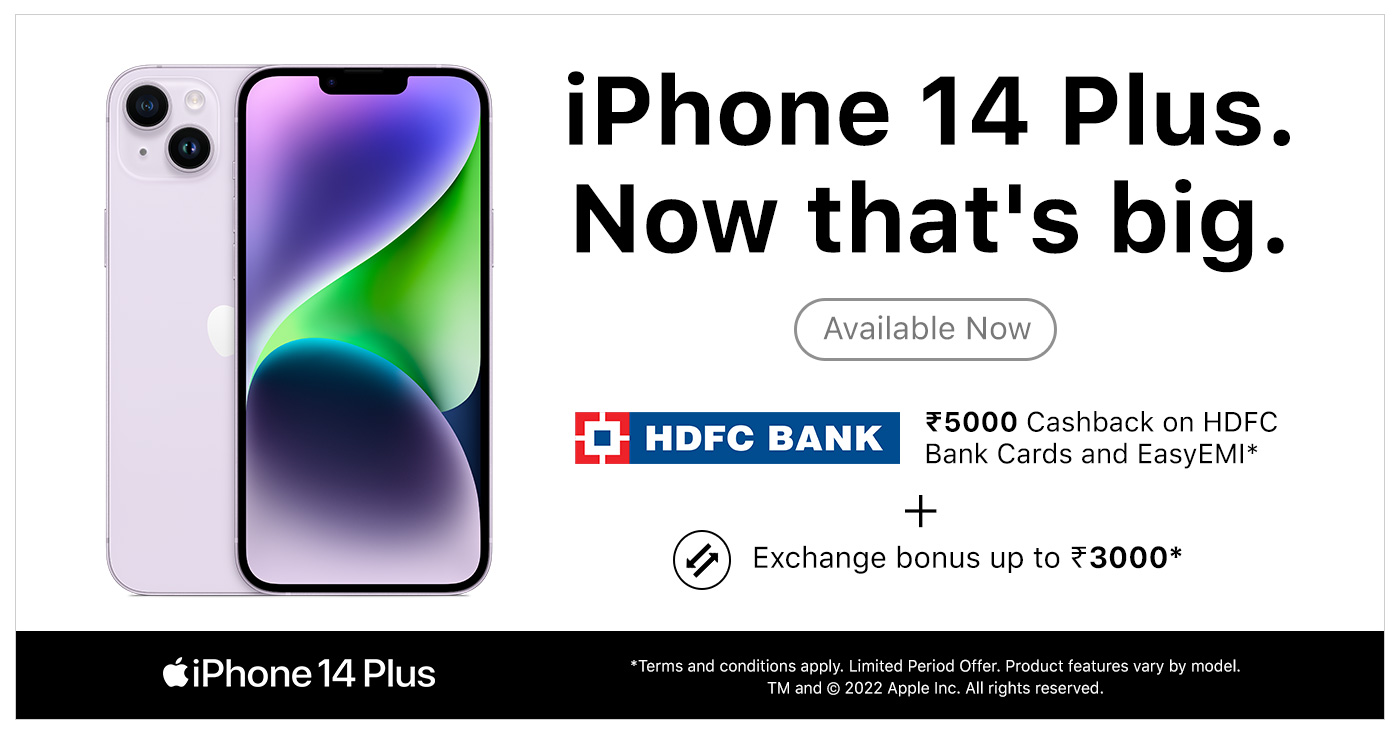 iPhone 14 Plus.
Now that's big.
Available Now
HDFC BANK
₹5000 Cashback on HDFC
Bank Cards and EasyEMI*
+
Exchange bonus up to ₹3000*
iPhone 14 Plus
*Terms and conditions apply. Limited Period Offer. Product features vary by model.
TM and © 2022 Apple Inc. All rights reserved.